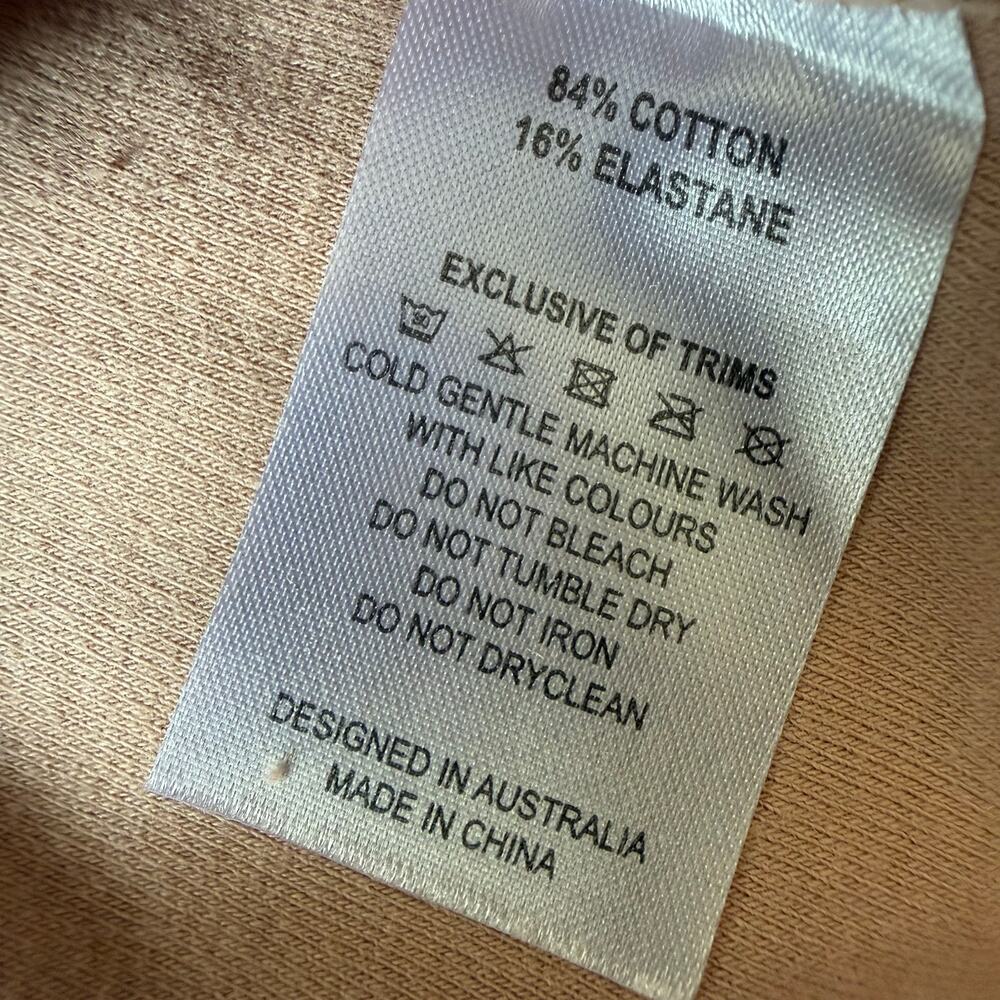 84% COTTON
16% ELASTANE
EXCLUSIVE OF TRIMS
COLD GENTLE MACHINE WASH
WITH LIKE COLOURS
DO NOT BLEACH
DO NOT TUMBLE DRY
DO NOT IRON
DO NOT DRYCLEAN
DESIGNED IN AUSTRALIA
MADE IN CHINA